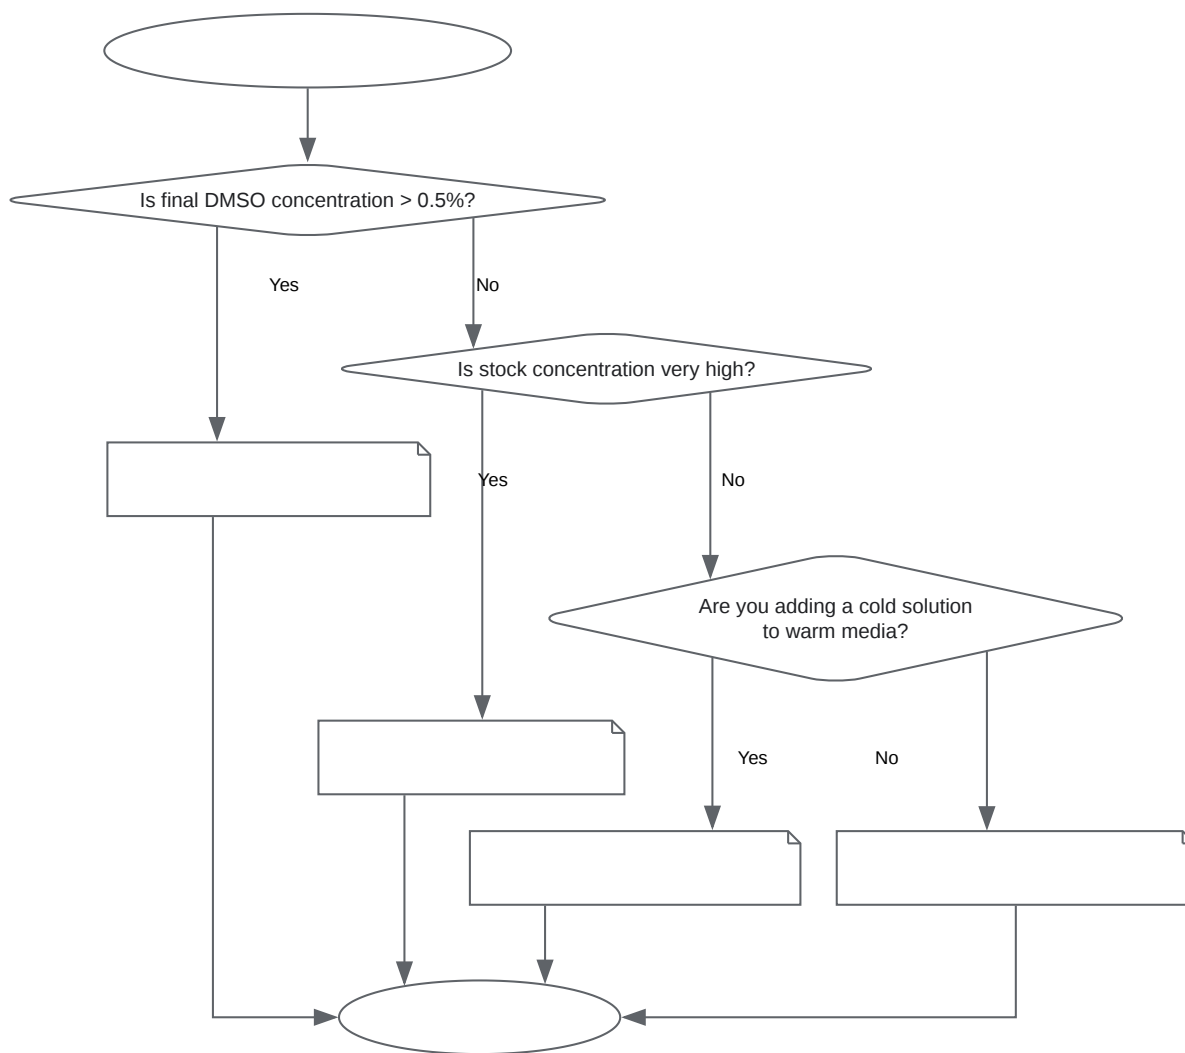 Is final DMSO concentration > 0.5%?
Yes
No
Is stock concentration very high?
Yes
No
Are you adding a cold solution
to warm media?
Yes
No